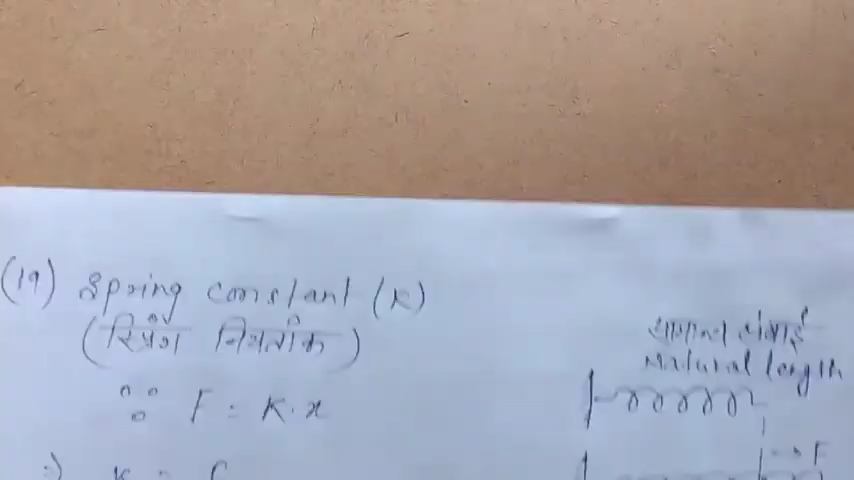 (19) Spring constant (K)
(स्प्रिंग नियतांक)
∵ F = K.x
सामान्य लंबाई
Natural length
→ F